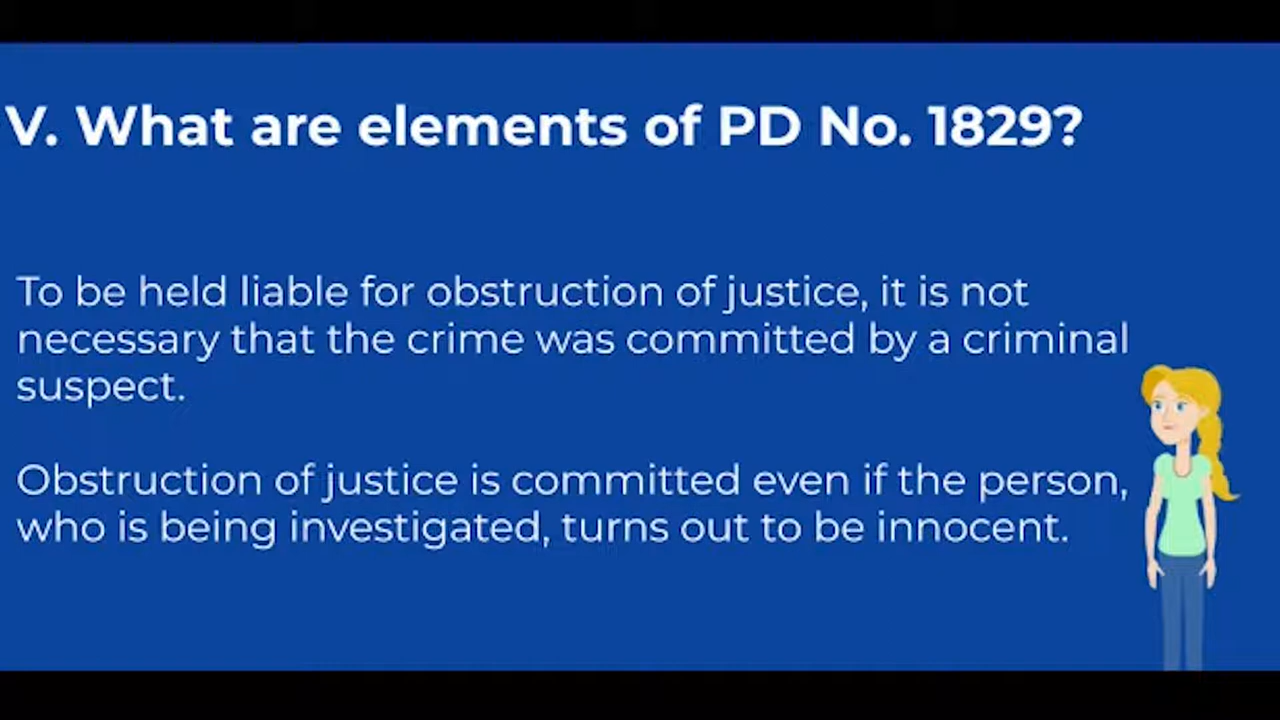 V. What are elements of PD No. 1829?
To be held liable for obstruction of justice, it is not
necessary that the crime was committed by a criminal
suspect.
Obstruction of justice is committed even if the person,
who is being investigated, turns out to be innocent.